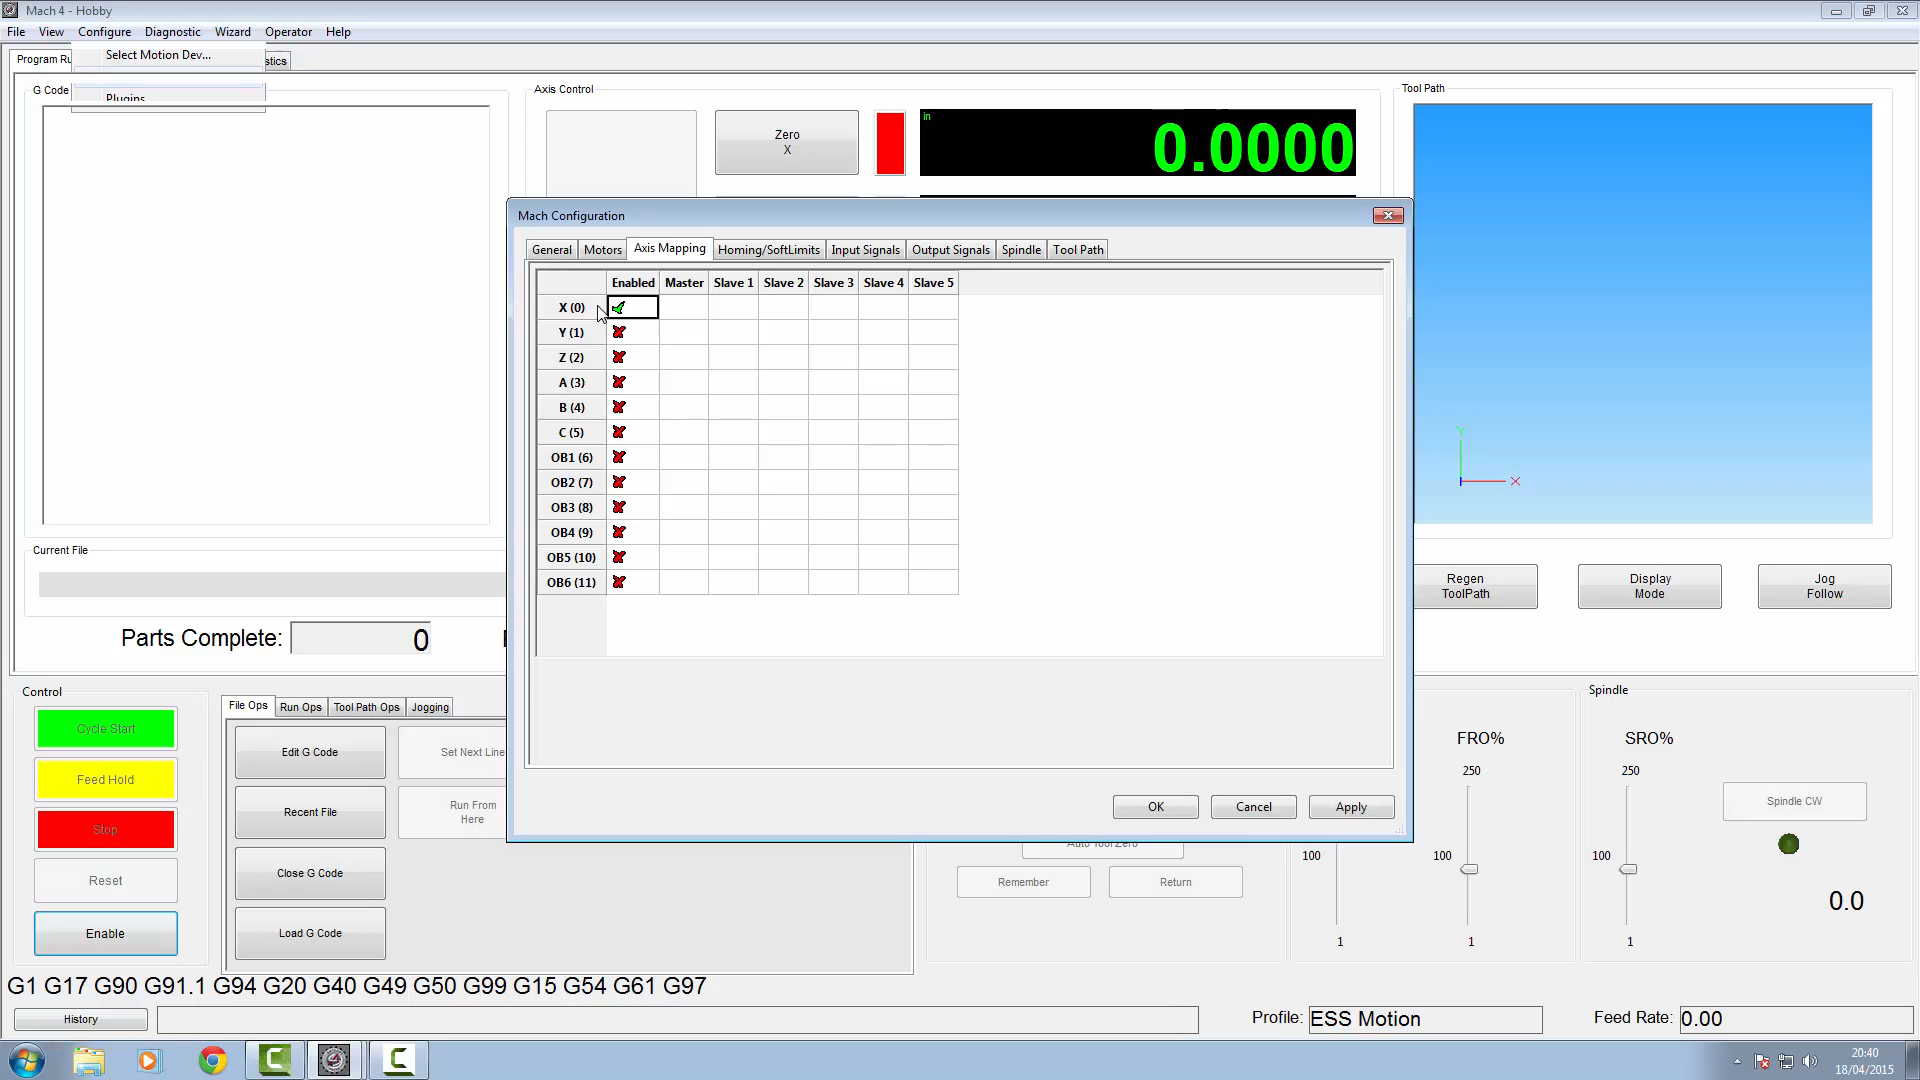 Mach 4 - Hobby
File View Configure Diagnostic Wizard Operator Help
Select Motion Dev...
Plugins
Program Ru
stics
G Code
Axis Control
Tool Path
Zero
X
in
0.0000
Mach Configuration
General Motors Axis Mapping Homing/SoftLimits Input Signals Output Signals Spindle Tool Path
Enabled Master Slave 1 Slave 2 Slave 3 Slave 4 Slave 5
X (0)
Y (1)
Z (2)
A (3)
B (4)
C (5)
OB1 (6)
OB2 (7)
OB3 (8)
OB4 (9)
OB5 (10)
OB6 (11)
OK Cancel Apply
Y
X
Current File
Parts Complete: 0
Regen
ToolPath
Display
Mode
Jog
Follow
Control
Cycle Start
Feed Hold
Stop
Reset
Enable
File Ops Run Ops Tool Path Ops Jogging
Edit G Code
Set Next Line
Recent File
Run From
Here
Close G Code
Load G Code
Auto Tool Zero
Remember Return
100
1
FRO%
250
100
1
Spindle
SRO%
250
100
1
Spindle CW
0.0
G1 G17 G90 G91.1 G94 G20 G40 G49 G50 G99 G15 G54 G61 G97
History
Profile: ESS Motion
Feed Rate: 0.00
20:40
18/04/2015